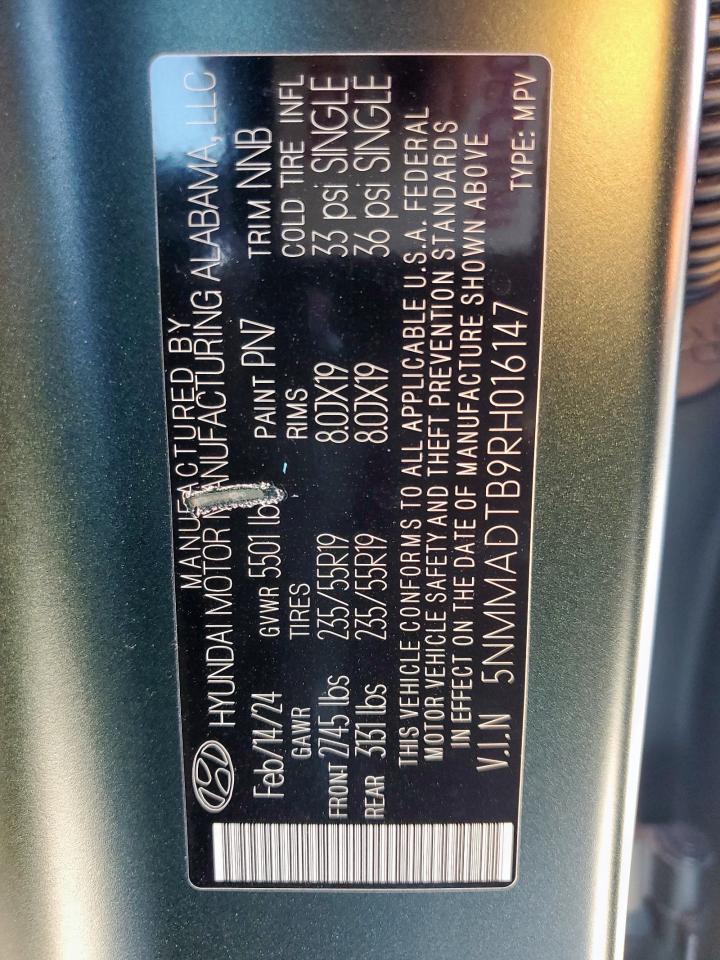 MANUFACTURED BY
HYUNDAI MOTOR MANUFACTURING ALABAMA, LLC
Feb/14/24 GVWR 5501 lbs PAINT PN7 TRIM NNB
GAWR TIRES RIMS COLD TIRE INFL
FRONT 2745 lbs 235/55R19 8.0JX19 33 psi SINGLE
REAR 3131 lbs 235/55R19 8.0JX19 36 psi SINGLE
THIS VEHICLE CONFORMS TO ALL APPLICABLE U.S.A. FEDERAL
MOTOR VEHICLE SAFETY AND THEFT PREVENTION STANDARDS
IN EFFECT ON THE DATE OF MANUFACTURE SHOWN ABOVE
V.I.N 5NMMADTB9RH016147 TYPE: MPV